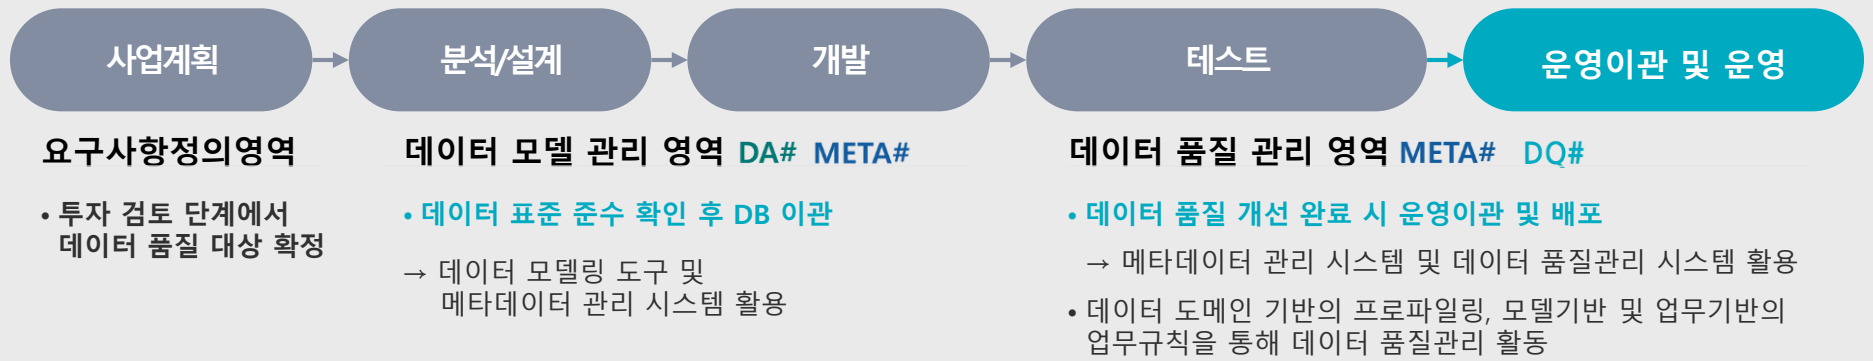 사업계획
분석/설계
개발
테스트
운영이관 및 운영
요구사항정의영역
• 투자 검토 단계에서
데이터 품질 대상 확정
데이터 모델 관리 영역 DA# META#
• 데이터 표준 준수 확인 후 DB 이관
→ 데이터 모델링 도구 및
메타데이터 관리 시스템 활용
데이터 품질 관리 영역 META# DQ#
• 데이터 품질 개선 완료 시 운영이관 및 배포
→ 메타데이터 관리 시스템 및 데이터 품질관리 시스템 활용
• 데이터 도메인 기반의 프로파일링, 모델기반 및 업무기반의
업무규칙을 통해 데이터 품질관리 활동